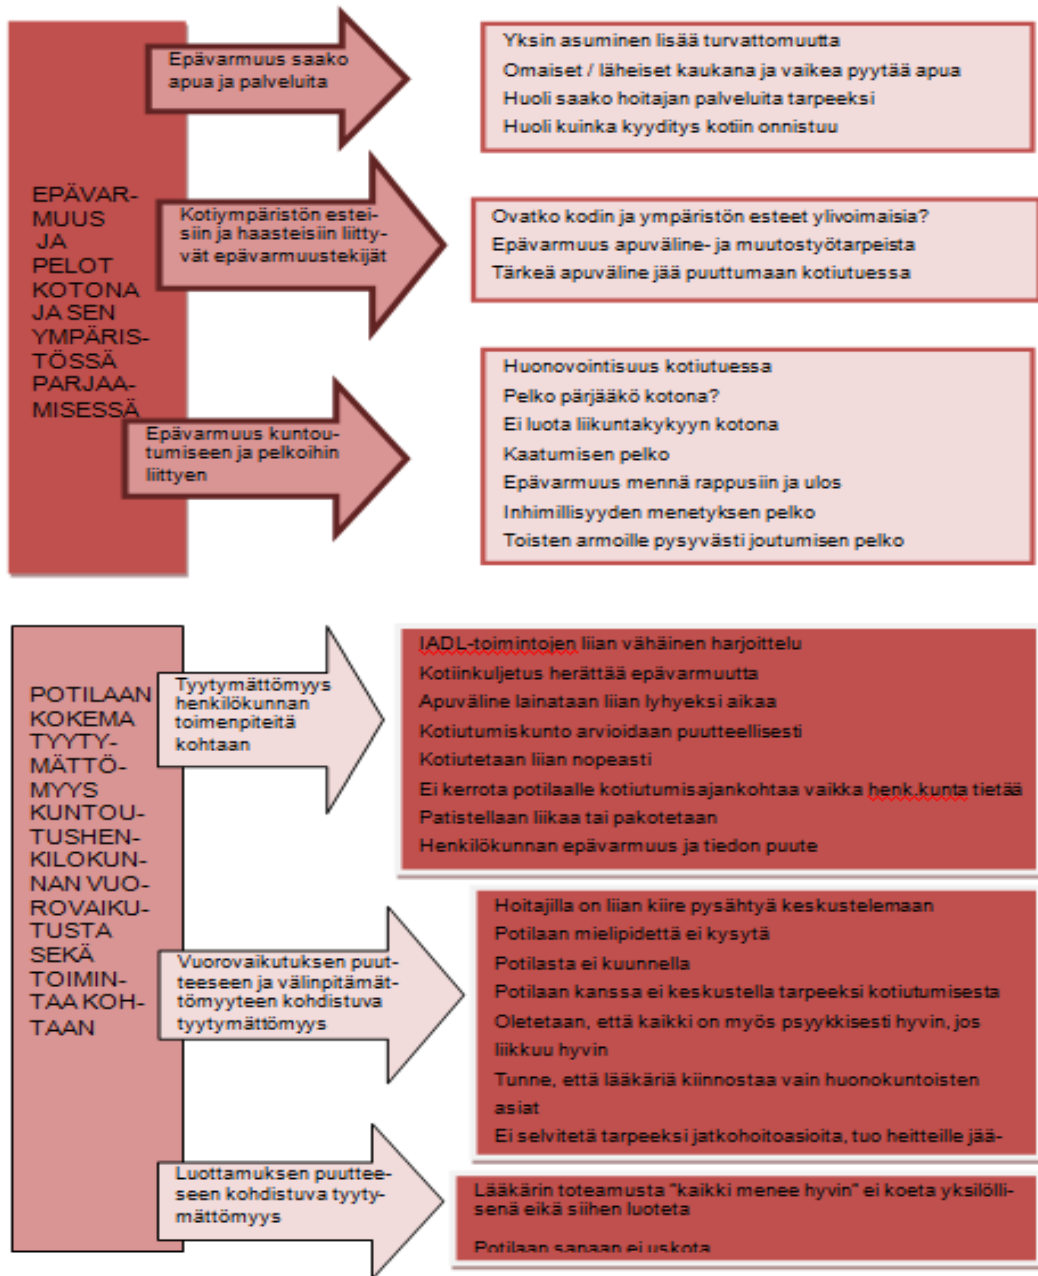 EPÄVAR-
MUUS
JA
PELOT
KOTONA
JA SEN
YMPÄRIS-
TÖSSÄ
PARJAA-
MISESSÄ
Epävarmuus saako
apua ja palveluita
Yksin asuminen lisää turvattomuutta
Omaiset / läheiset kaukana ja vaikea pyytää apua
Huoli saako hoitajan palveluita tarpeeksi
Huoli kuinka kyyditys kotiin onnistuu
Kotiympäristön estei-
siin ja haasteisiin liitty-
vät epävarmuustekijät
Ovatko kodin ja ympäristön esteet ylivoimaisia?
Epävarmuus apuväline- ja muutostyötarpeista
Tärkeä apuväline jää puuttumaan kotiutuessa
Epävarmuus kuntou-
tumiseen ja pelkoihin
liittyen
Huonovointisuus kotiutuessa
Pelko pärjääkö kotona?
Ei luota liikuntakykyyn kotona
Kaatumisen pelko
Epävarmuus mennä rappusiin ja ulos
Inhimillisyyden menetyksen pelko
Toisten armoille pysyvästi joutumisen pelko
POTILAAN
KOKEMA
TYYTY-
MÄTTÖ-
MYYS
KUNTOU-
TUSHEN-
KILOKUN-
NAN VUO-
ROVAIKU-
TUSTA
SEKÄ
TOIMIN-
TAA KOH-
TAAN
Tyytymättömyys
henkilökunnan
toimenpiteitä
kohtaan
IADL-toimintojen liian vähäinen harjoittelu
Kotiinkuljetus herättää epävarmuutta
Apuväline lainataan liian lyhyeksi aikaa
Kotiutumiskunto arvioidaan puutteellisesti
Kotiutetaan liian nopeasti
Ei kerrota potilaalle kotiutumisajankohtaa vaikka henk.kunta tietää
Patistellaan liikaa tai pakotetaan
Henkilökunnan epävarmuus ja tiedon puute
Vuorovaikutuksen puut-
teeseen ja välinpitämät-
tömyyteen kohdistuva
tyytymättömyys
Hoitajilla on liian kiire pysähtyä keskustelemaan
Potilaan mielipidettä ei kysytä
Potilasta ei kuunnella
Potilaan kanssa ei keskustella tarpeeksi kotiutumisesta
Oletetaan, että kaikki on myös psyykkisesti hyvin, jos
liikkuu hyvin
Tunne, että lääkäriä kiinnostaa vain huonokuntoisten
asiat
Ei selvitetä tarpeeksi jatkohoitoasioita, tuo heitteille jää-
Luottamuksen puuttee-
seen kohdistuva tyyty-
mättömyys
Lääkärin toteamusta "kaikki menee hyvin" ei koeta yksilölli-
senä eikä siihen luoteta
Potilaan sanaan ei uskota